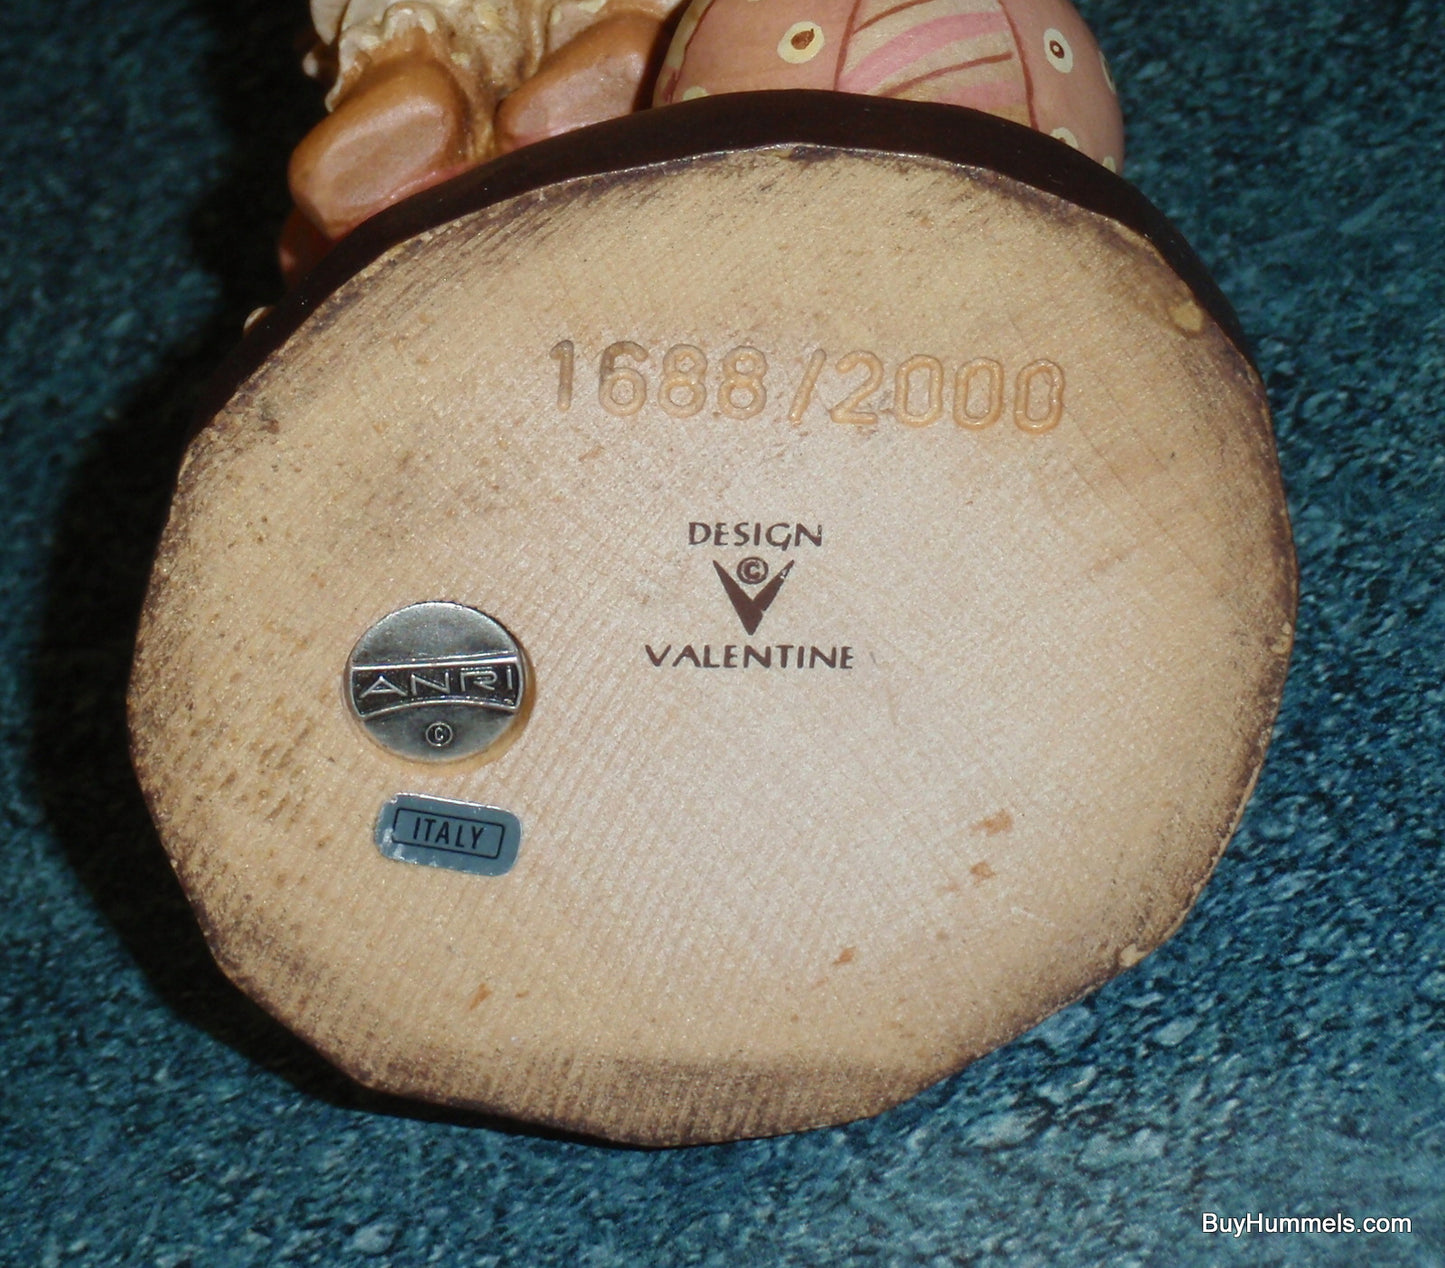 1688/2000
DESIGN
©
VALENTINE
ANRI
©
ITALY
BuyHummels.com